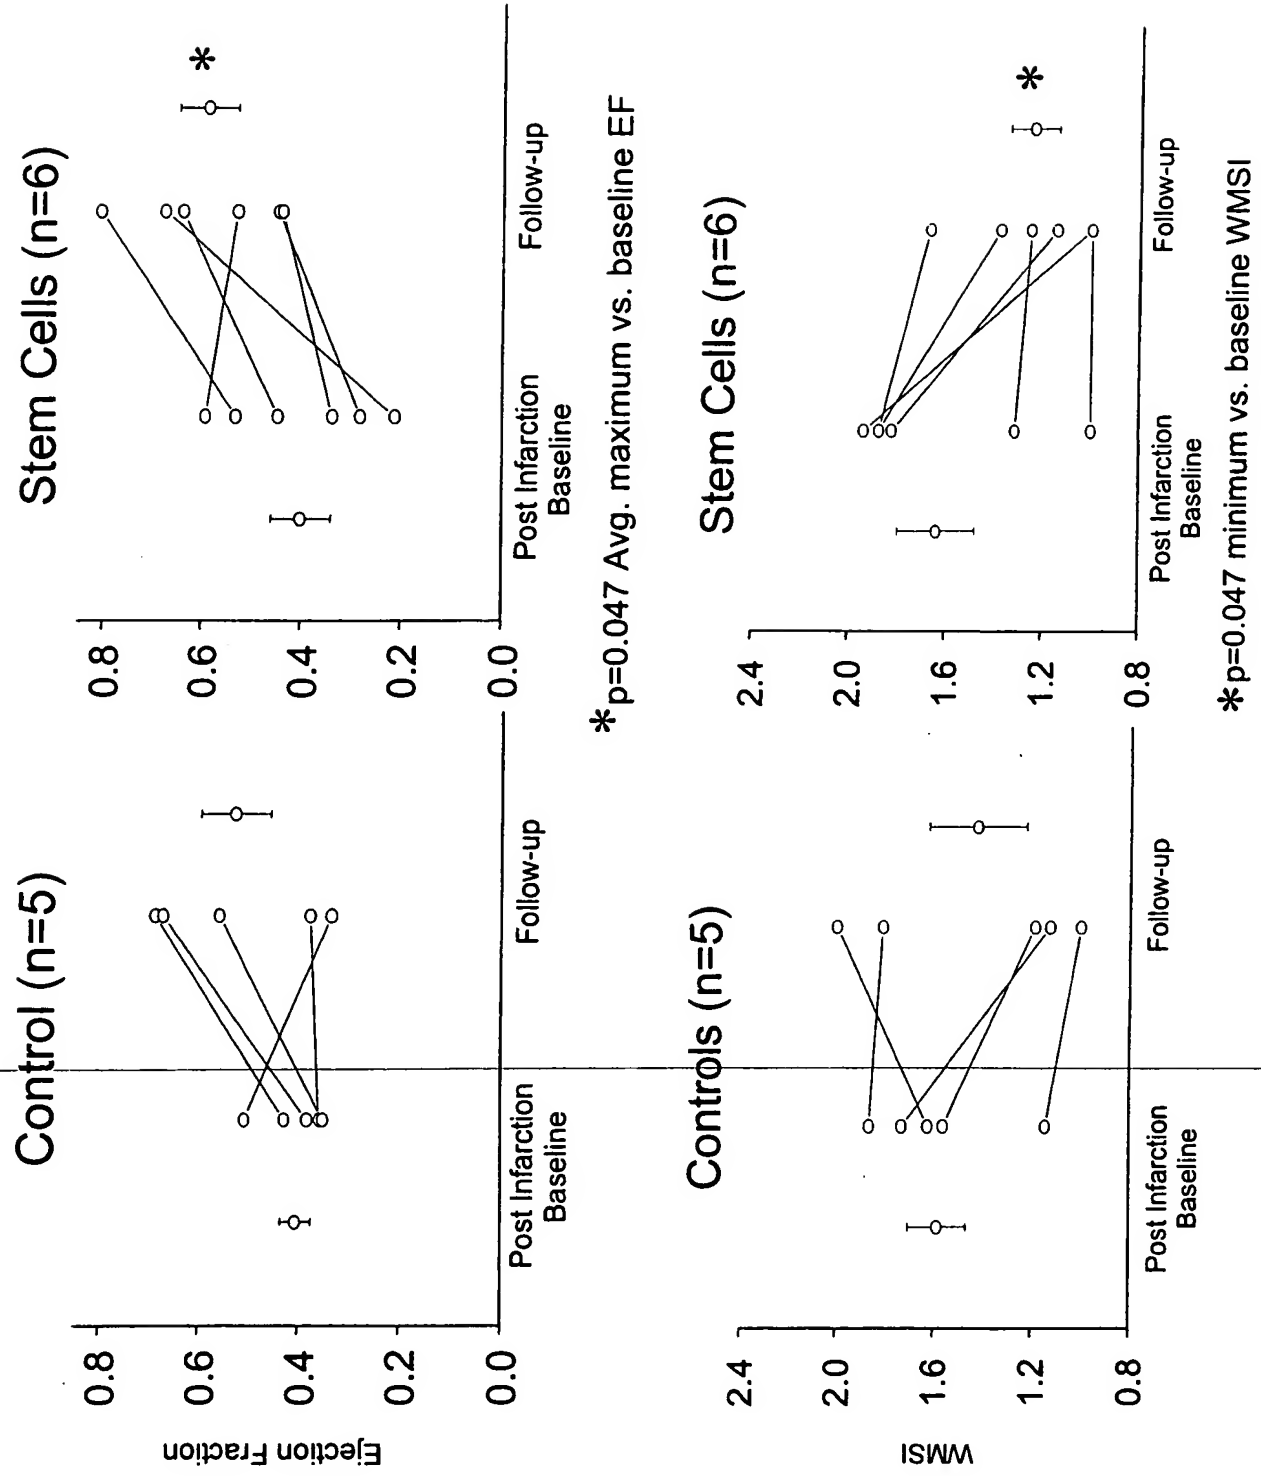 Control (n=5)
Ejection Fraction
0.8
0.6
0.4
0.2
0.0
Post Infarction
Baseline
Follow-up
Stem Cells (n=6)
0.8
0.6
0.4
0.2
0.0
*
Post Infarction
Baseline
Follow-up
*p=0.047 Avg. maximum vs. baseline EF
Controls (n=5)
WMSI
2.4
2.0
1.6
1.2
0.8
Post Infarction
Baseline
Follow-up
Stem Cells (n=6)
2.4
2.0
1.6
1.2
0.8
*
Post Infarction
Baseline
Follow-up
*p=0.047 minimum vs. baseline WMSI